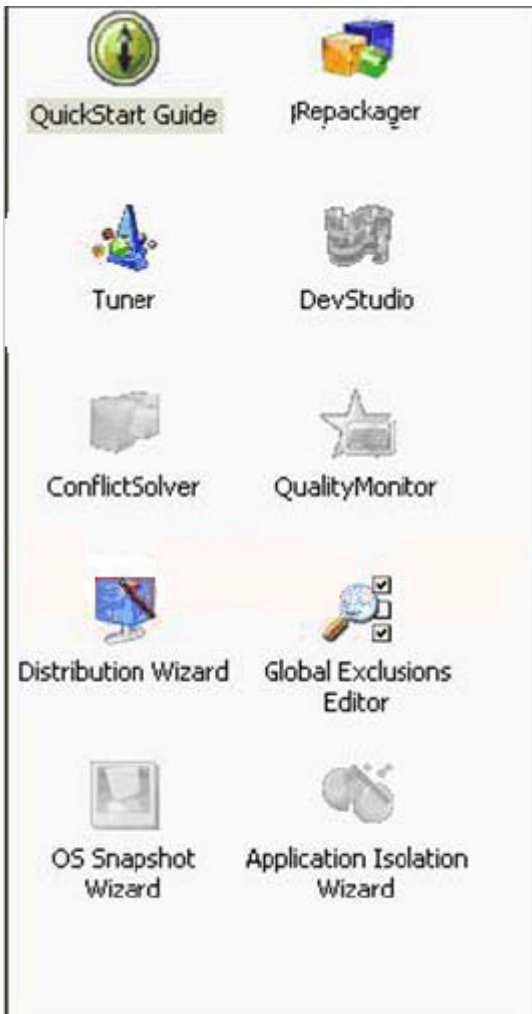 QuickStart Guide
Repackager
Tuner
DevStudio
ConflictSolver
QualityMonitor
Distribution Wizard
Global Exclusions
Editor
OS Snapshot
Wizard
Application Isolation
Wizard